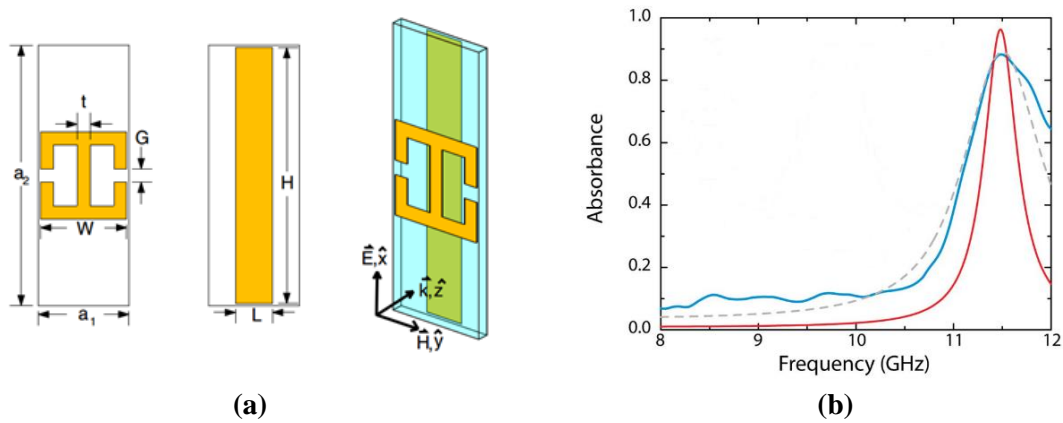 t
G
a₂
W
a₁
H
L
E,x̂
k,ẑ
H,ŷ
(a)
1.0
0.8
0.6
0.4
0.2
0.0
Absorbance
8
9
10
11
12
Frequency (GHz)
(b)